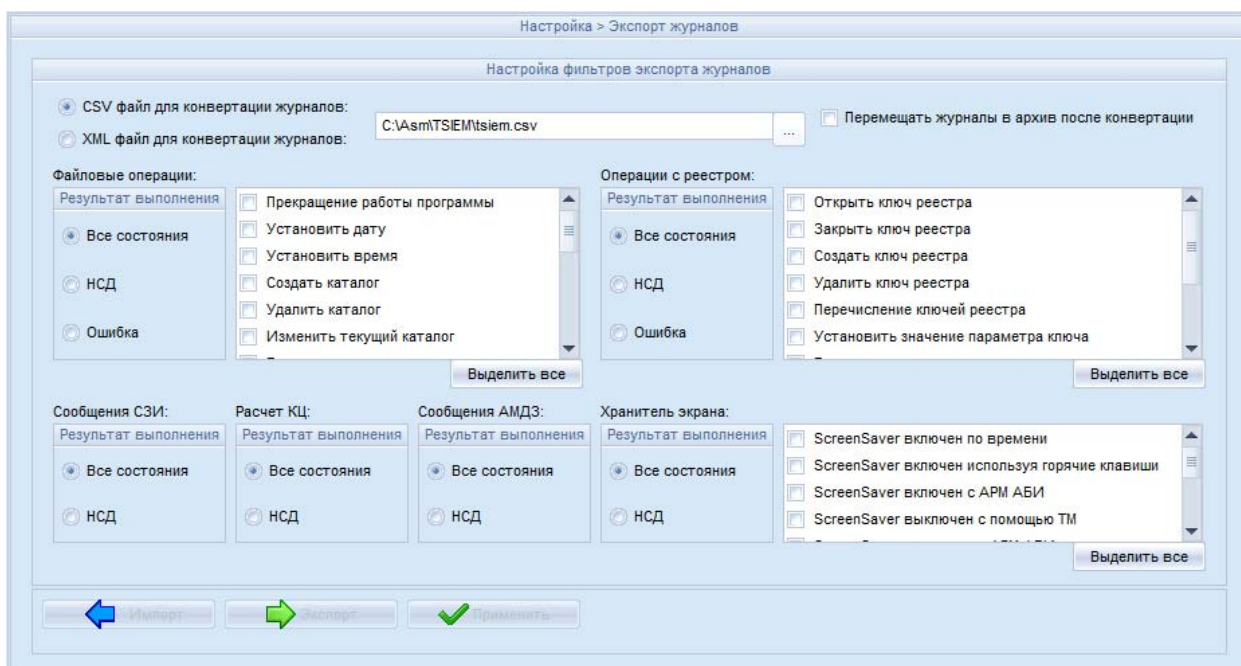 Настройка > Экспорт журналов
Настройка фильтров экспорта журналов
CSV файл для конвертации журналов:
XML файл для конвертации журналов:
C:\Asm\TSIEM\tsiem.csv
...
Перемещать журналы в архив после конвертации
Файловые операции:
Результат выполнения
Все состояния
НСД
Ошибка
Прекращение работы программы
Установить дату
Установить время
Создать каталог
Удалить каталог
Изменить текущий каталог
Выделить все
Операции с реестром:
Результат выполнения
Все состояния
НСД
Ошибка
Открыть ключ реестра
Закрыть ключ реестра
Создать ключ реестра
Удалить ключ реестра
Перечисление ключей реестра
Установить значение параметра ключа
Выделить все
Сообщения СЗИ:
Результат выполнения
Все состояния
НСД
Расчет КЦ:
Результат выполнения
Все состояния
НСД
Сообщения АМДЗ:
Результат выполнения
Все состояния
НСД
Хранитель экрана:
Результат выполнения
Все состояния
НСД
ScreenSaver включен по времени
ScreenSaver включен используя горячие клавиши
ScreenSaver включен с АРМ АБИ
ScreenSaver выключен с помощью ТМ
Выделить все
Импорт
Экспорт
Применить